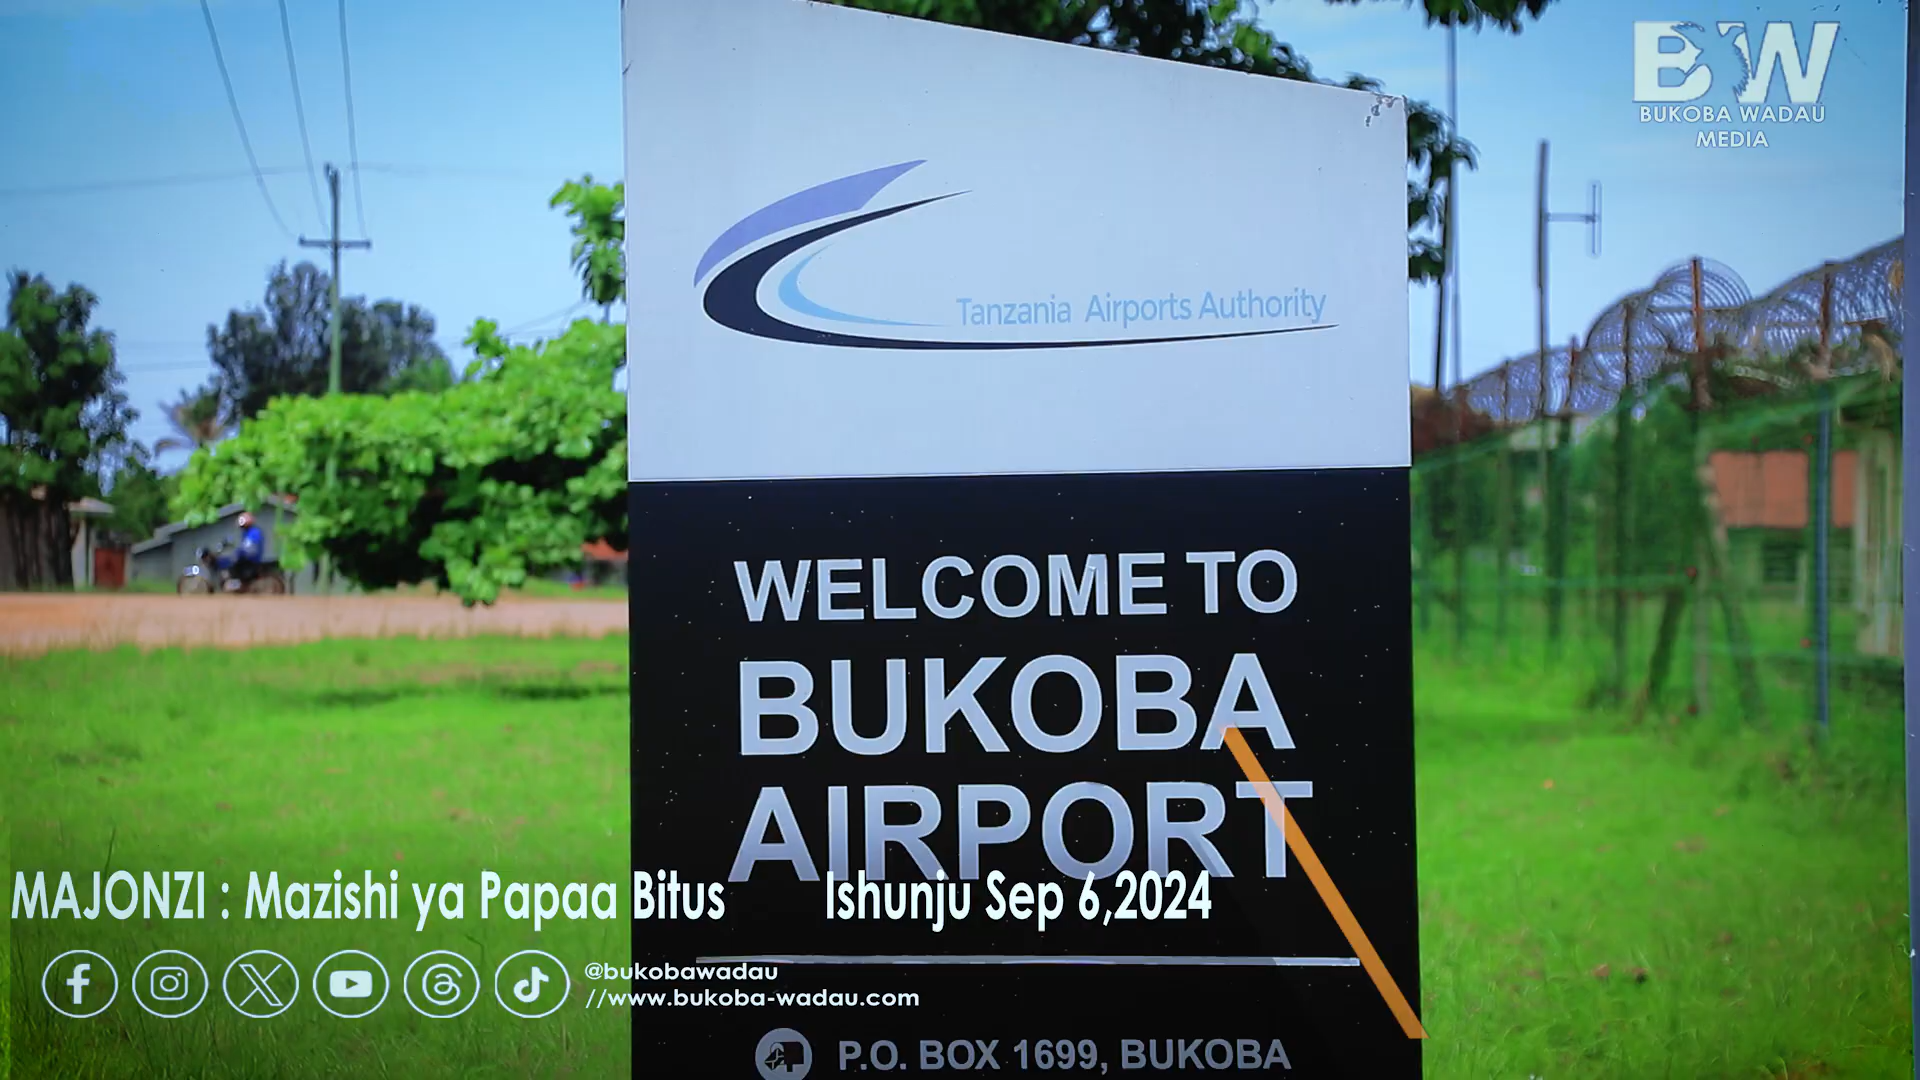 BW
BUKOBA WADAU
MEDIA
Tanzania Airports Authority
WELCOME TO
BUKOBA
AIRPORT
MAJONZI : Mazishi ya Papaa Bitus Ishunju Sep 6,2024
@bukobawadau
//www.bukoba-wadau.com
P.O. BOX 1699, BUKOBA